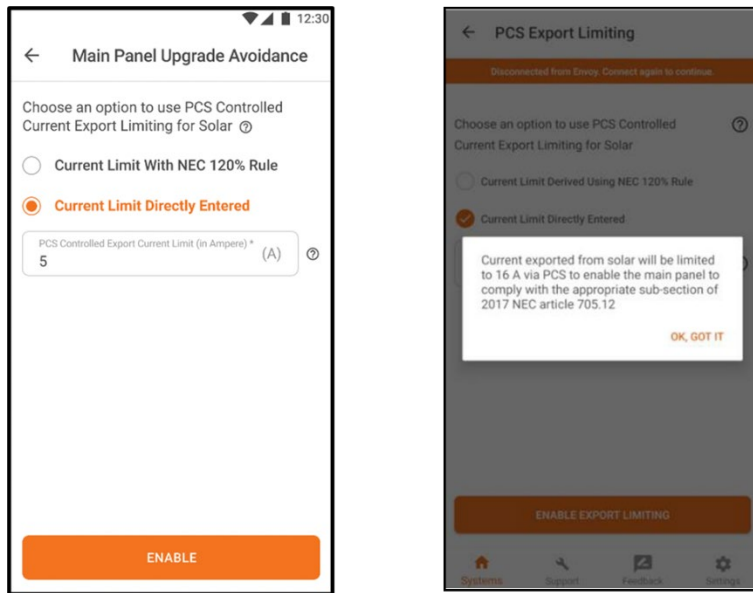 12:30
Main Panel Upgrade Avoidance
Choose an option to use PCS Controlled
Current Export Limiting for Solar
Current Limit With NEC 120% Rule
Current Limit Directly Entered
PCS Controlled Export Current Limit (in Ampere) *
5
(A)
ENABLE
PCS Export Limiting
Disconnected from Envoy. Connect again to continue.
Choose an option to use PCS Controlled
Current Export Limiting for Solar
Current Limit Derived Using NEC 120% Rule
Current Limit Directly Entered
Current exported from solar will be limited
to 16 A via PCS to enable the main panel to
comply with the appropriate sub-section of
2017 NEC article 705.12
OK, GOT IT
ENABLE EXPORT LIMITING
Systems
Support
Feedback
Settings